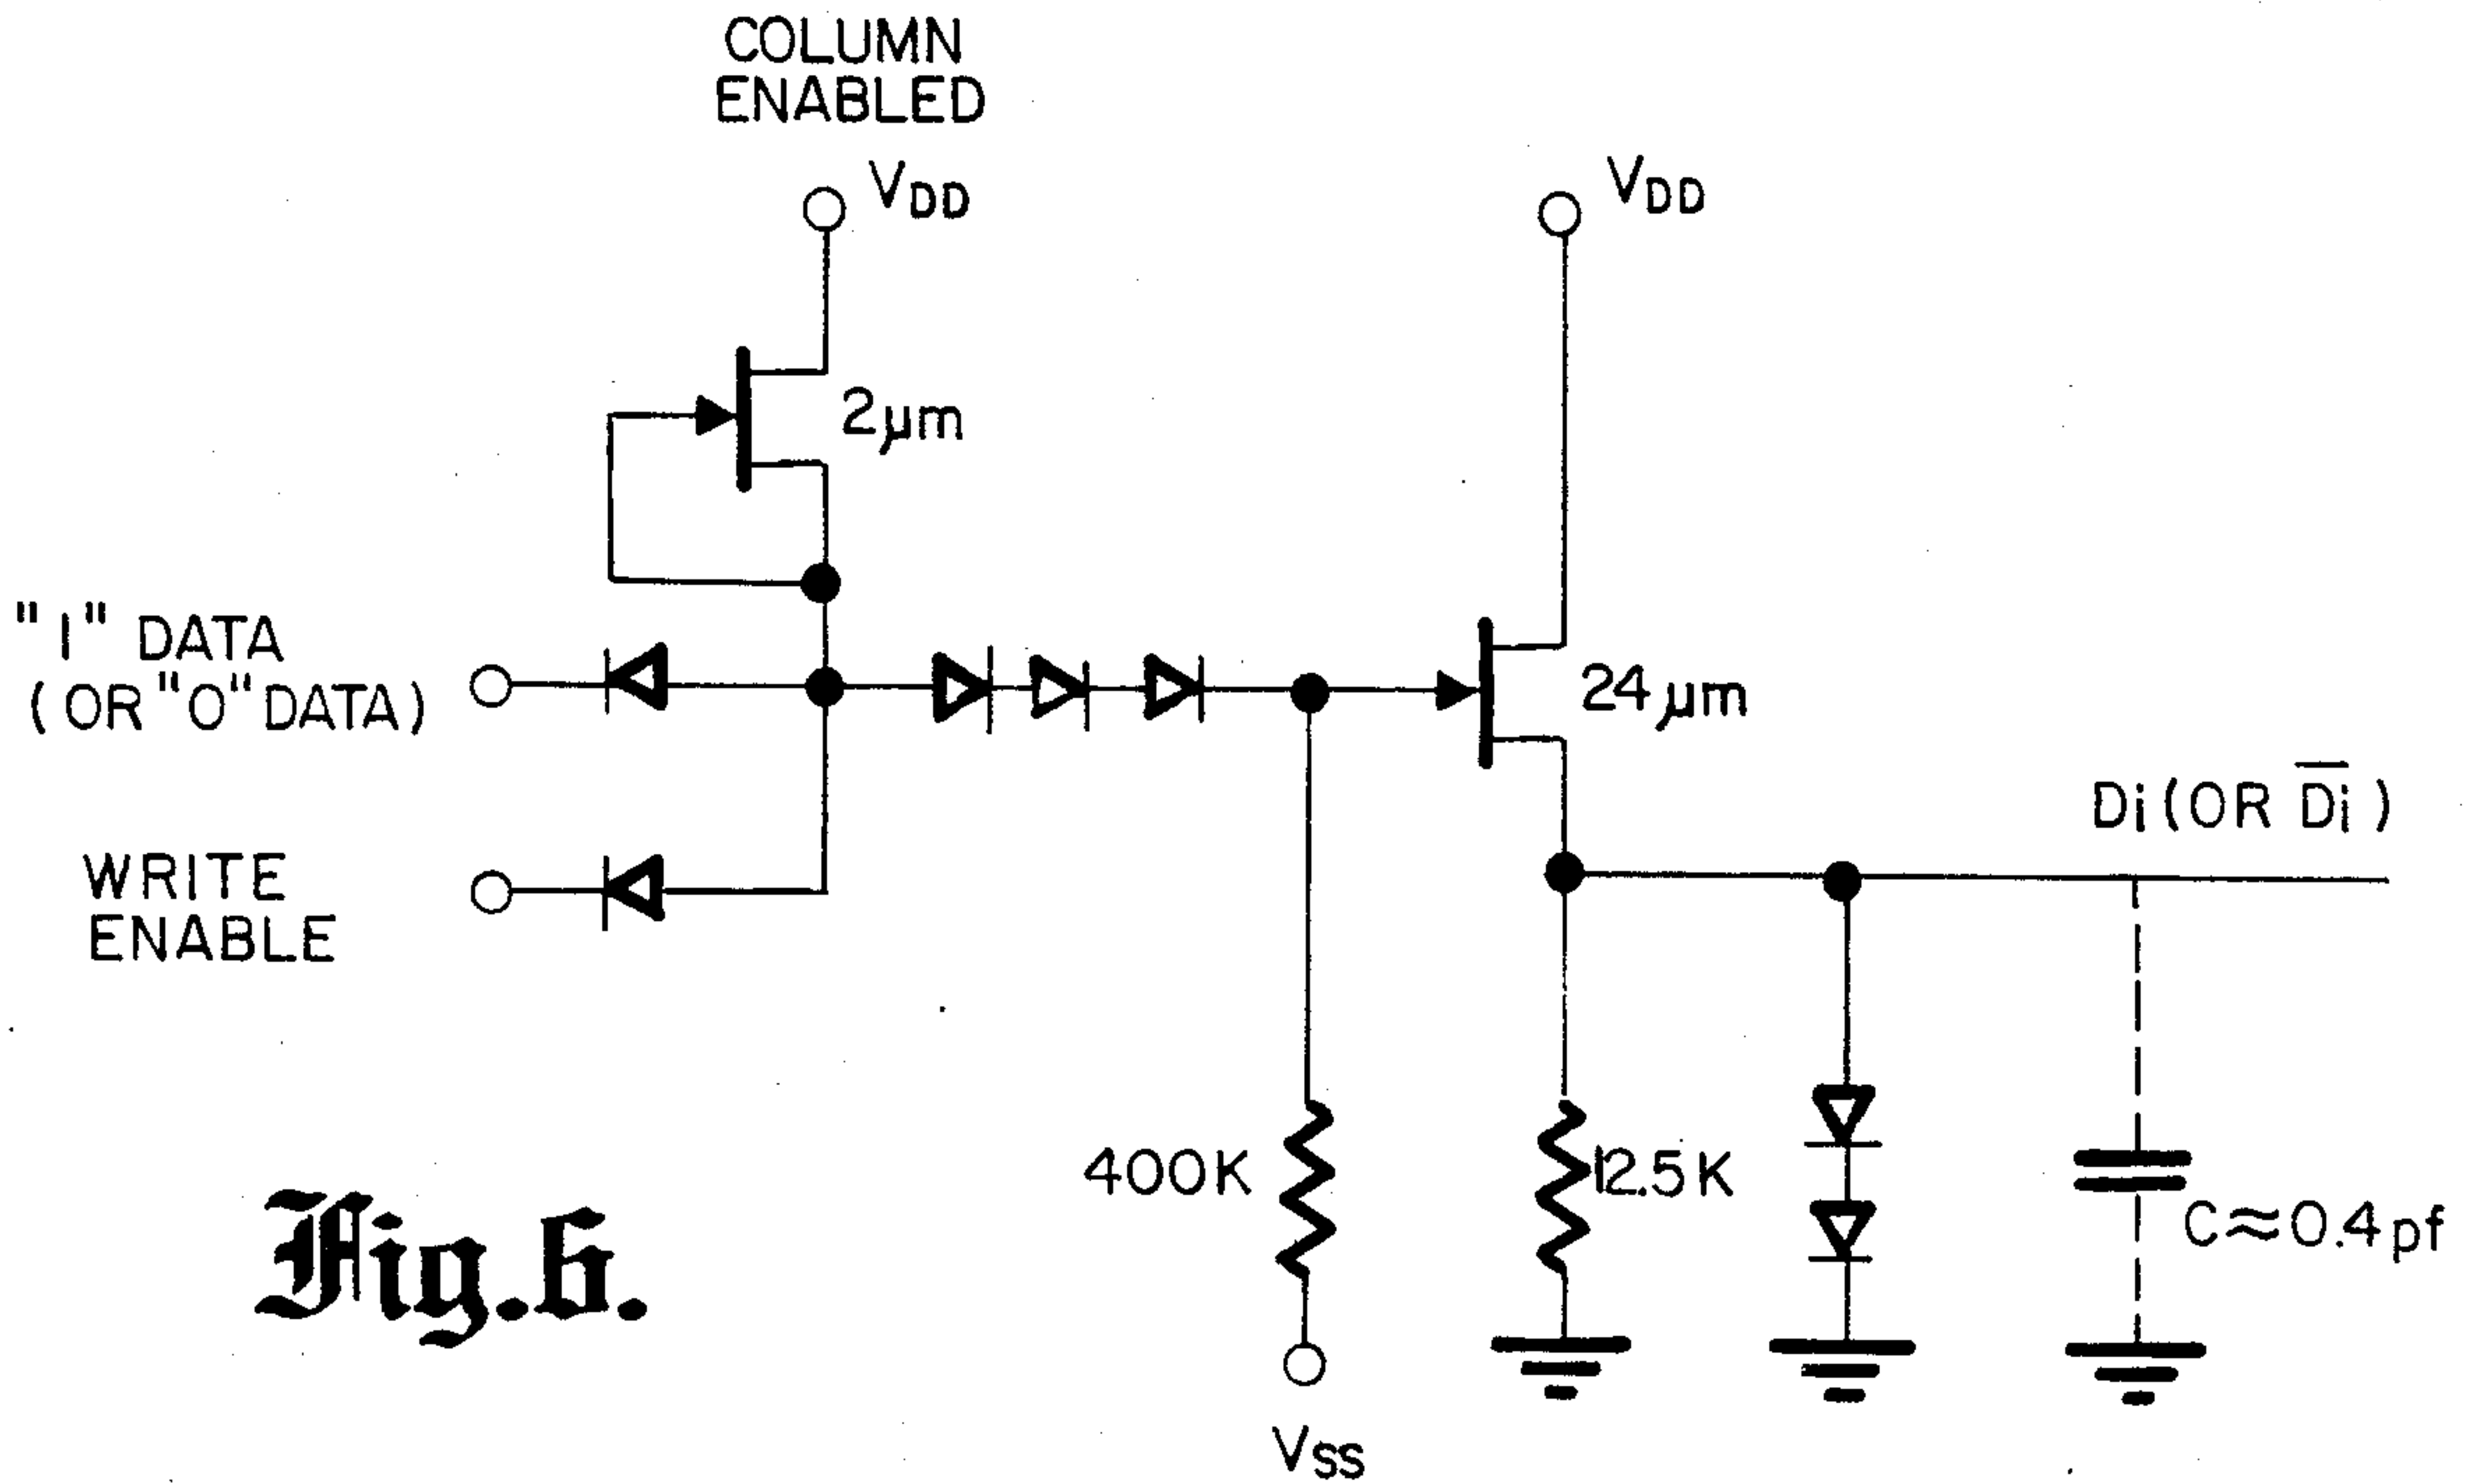 COLUMN
ENABLED
VDD
VDD
2μm
"1" DATA
(OR "0" DATA)
24μm
Di (OR D̅i̅)
WRITE
ENABLE
400K
12.5K
C≈0.4pf
Fig.6.
VSS